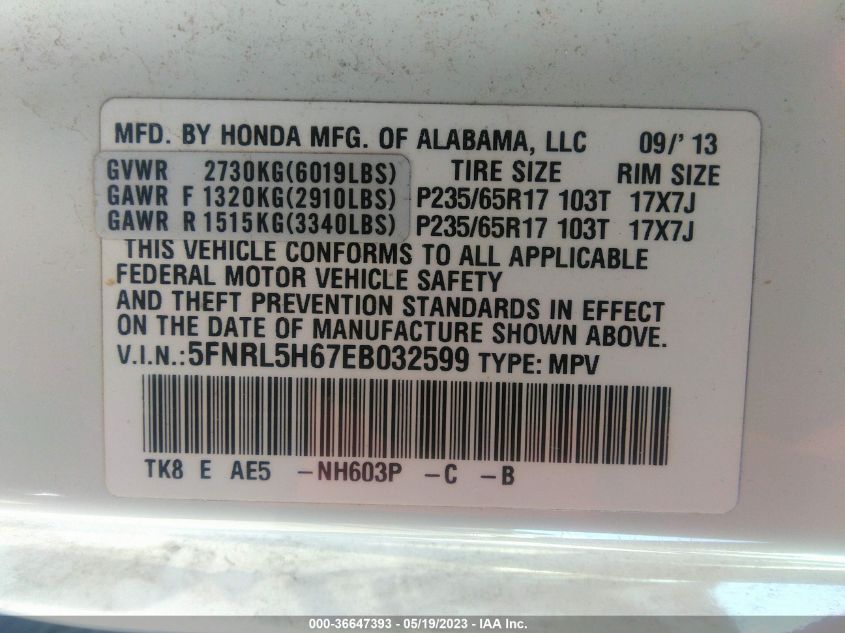 MFD. BY HONDA MFG. OF ALABAMA, LLC 09/' 13
GVWR 2730KG(6019LBS) TIRE SIZE RIM SIZE
GAWR F 1320KG(2910LBS) P235/65R17 103T 17X7J
GAWR R 1515KG(3340LBS) P235/65R17 103T 17X7J
THIS VEHICLE CONFORMS TO ALL APPLICABLE
FEDERAL MOTOR VEHICLE SAFETY
AND THEFT PREVENTION STANDARDS IN EFFECT
ON THE DATE OF MANUFACTURE SHOWN ABOVE.
V.I.N.:5FNRL5H67EB032599 TYPE: MPV
TK8 E AE5 -NH603P -C -B
000-36647393 - 05/19/2023 - IAA Inc.